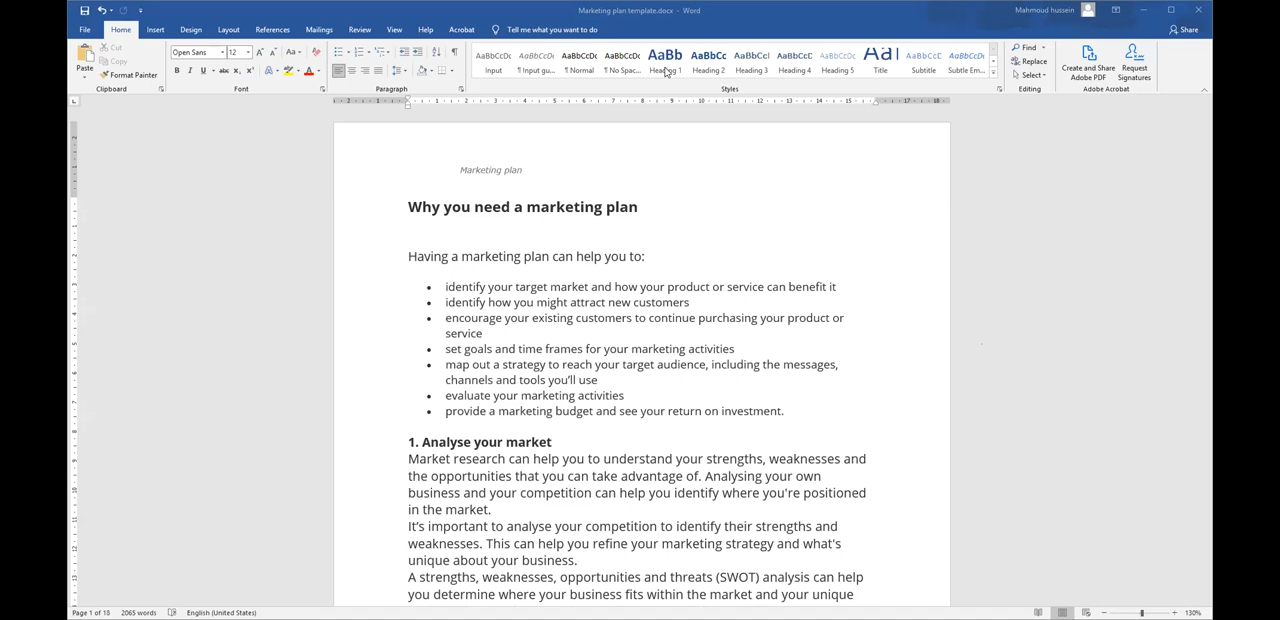 Marketing plan template.docx - Word
Mahmoud hussein
File Home Insert Design Layout References Mailings Review View Help Acrobat Tell me what you want to do Share
Paste
Cut
Copy
Format Painter
Clipboard
Open Sans 12
Font
Paragraph
AaBbCcDc AaBbCcDi AaBbCcDc AaBbCcDc AaBb AaBbCc AaBbCcI AaBbCcE AaBbCcDc AaI AaBbCcE AaBbCcDi
Input ¶ Input gu... ¶ Normal ¶ No Spac... Heading 1 Heading 2 Heading 3 Heading 4 Heading 5 Title Subtitle Subtle Em...
Styles
Find
Replace
Select
Editing
Create and Share
Adobe PDF
Request
Signatures
Adobe Acrobat
Marketing plan
Why you need a marketing plan
Having a marketing plan can help you to:
• identify your target market and how your product or service can benefit it
• identify how you might attract new customers
• encourage your existing customers to continue purchasing your product or
service
• set goals and time frames for your marketing activities
• map out a strategy to reach your target audience, including the messages,
channels and tools you'll use
• evaluate your marketing activities
• provide a marketing budget and see your return on investment.
1. Analyse your market
Market research can help you to understand your strengths, weaknesses and
the opportunities that you can take advantage of. Analysing your own
business and your competition can help you identify where you're positioned
in the market.
It's important to analyse your competition to identify their strengths and
weaknesses. This can help you refine your marketing strategy and what's
unique about your business.
A strengths, weaknesses, opportunities and threats (SWOT) analysis can help
you determine where your business fits within the market and your unique
Page 1 of 18 2065 words English (United States) 130%